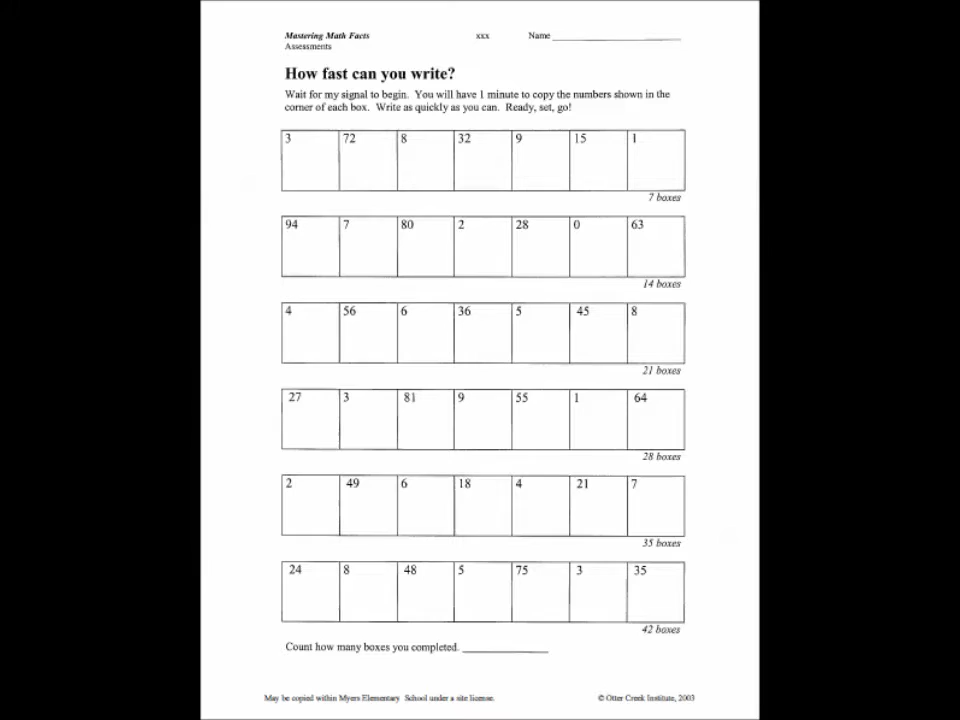 Mastering Math Facts xxx Name
Assessments
How fast can you write?
Wait for my signal to begin. You will have 1 minute to copy the numbers shown in the
corner of each box. Write as quickly as you can. Ready, set, go!
3 72 8 32 9 15 1
7 boxes
94 7 80 2 28 0 63
14 boxes
4 56 6 36 5 45 8
21 boxes
27 3 81 9 55 1 64
28 boxes
2 49 6 18 4 21 7
35 boxes
24 8 48 5 75 3 35
42 boxes
Count how many boxes you completed.
May be copied within Myers Elementary School under a site license. © Otter Creek Institute, 2003